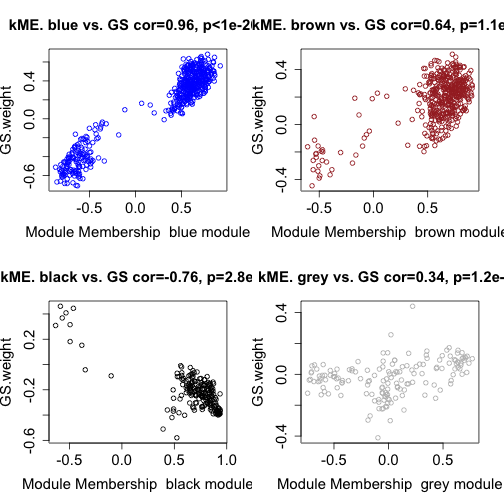 kME. blue vs. GS cor=0.96, p<1e-20
kME. brown vs. GS cor=0.64, p=1.1e
GS.weight
0.4
0.0
-0.6
-0.5
0.0
0.5
Module Membership blue module
GS.weight
0.4
0.0
-0.4
-0.5
0.0
0.5
Module Membership brown module
kME. black vs. GS cor=-0.76, p=2.8e
kME. grey vs. GS cor=0.34, p=1.2e-
GS.weight
0.2
-0.2
-0.6
-0.5
0.0
0.5
1.0
Module Membership black module
GS.weight
0.4
0.0
-0.4
-0.5
0.0
0.5
Module Membership grey module